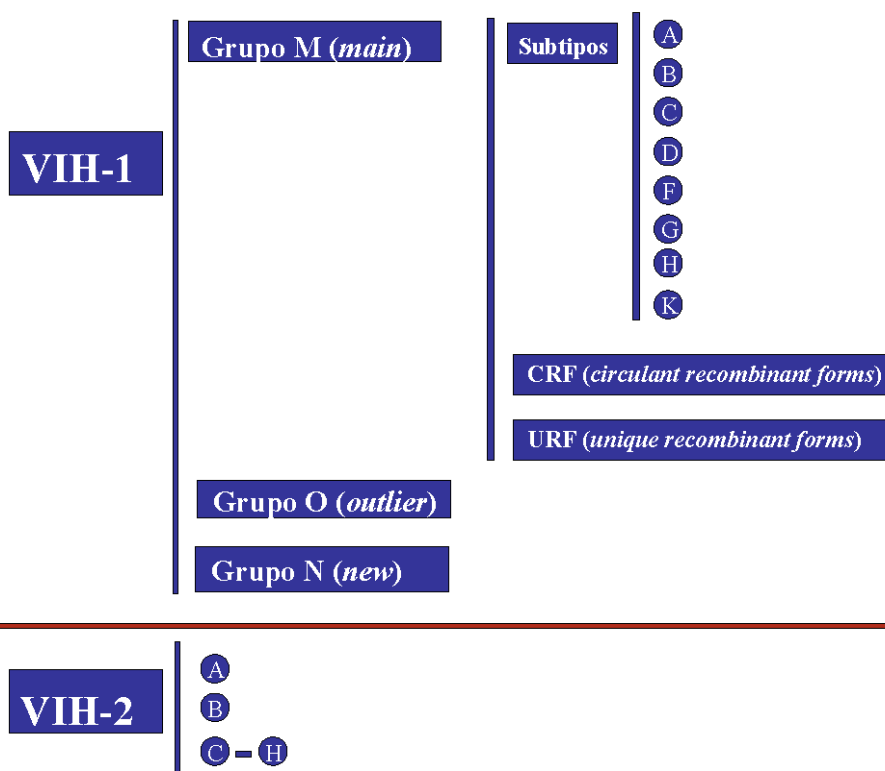 VIH-1
Grupo M (main)
Subtipos
A
B
C
D
F
G
H
K
CRF (circulant recombinant forms)
URF (unique recombinant forms)
Grupo O (outlier)
Grupo N (new)
VIH-2
A
B
C – H